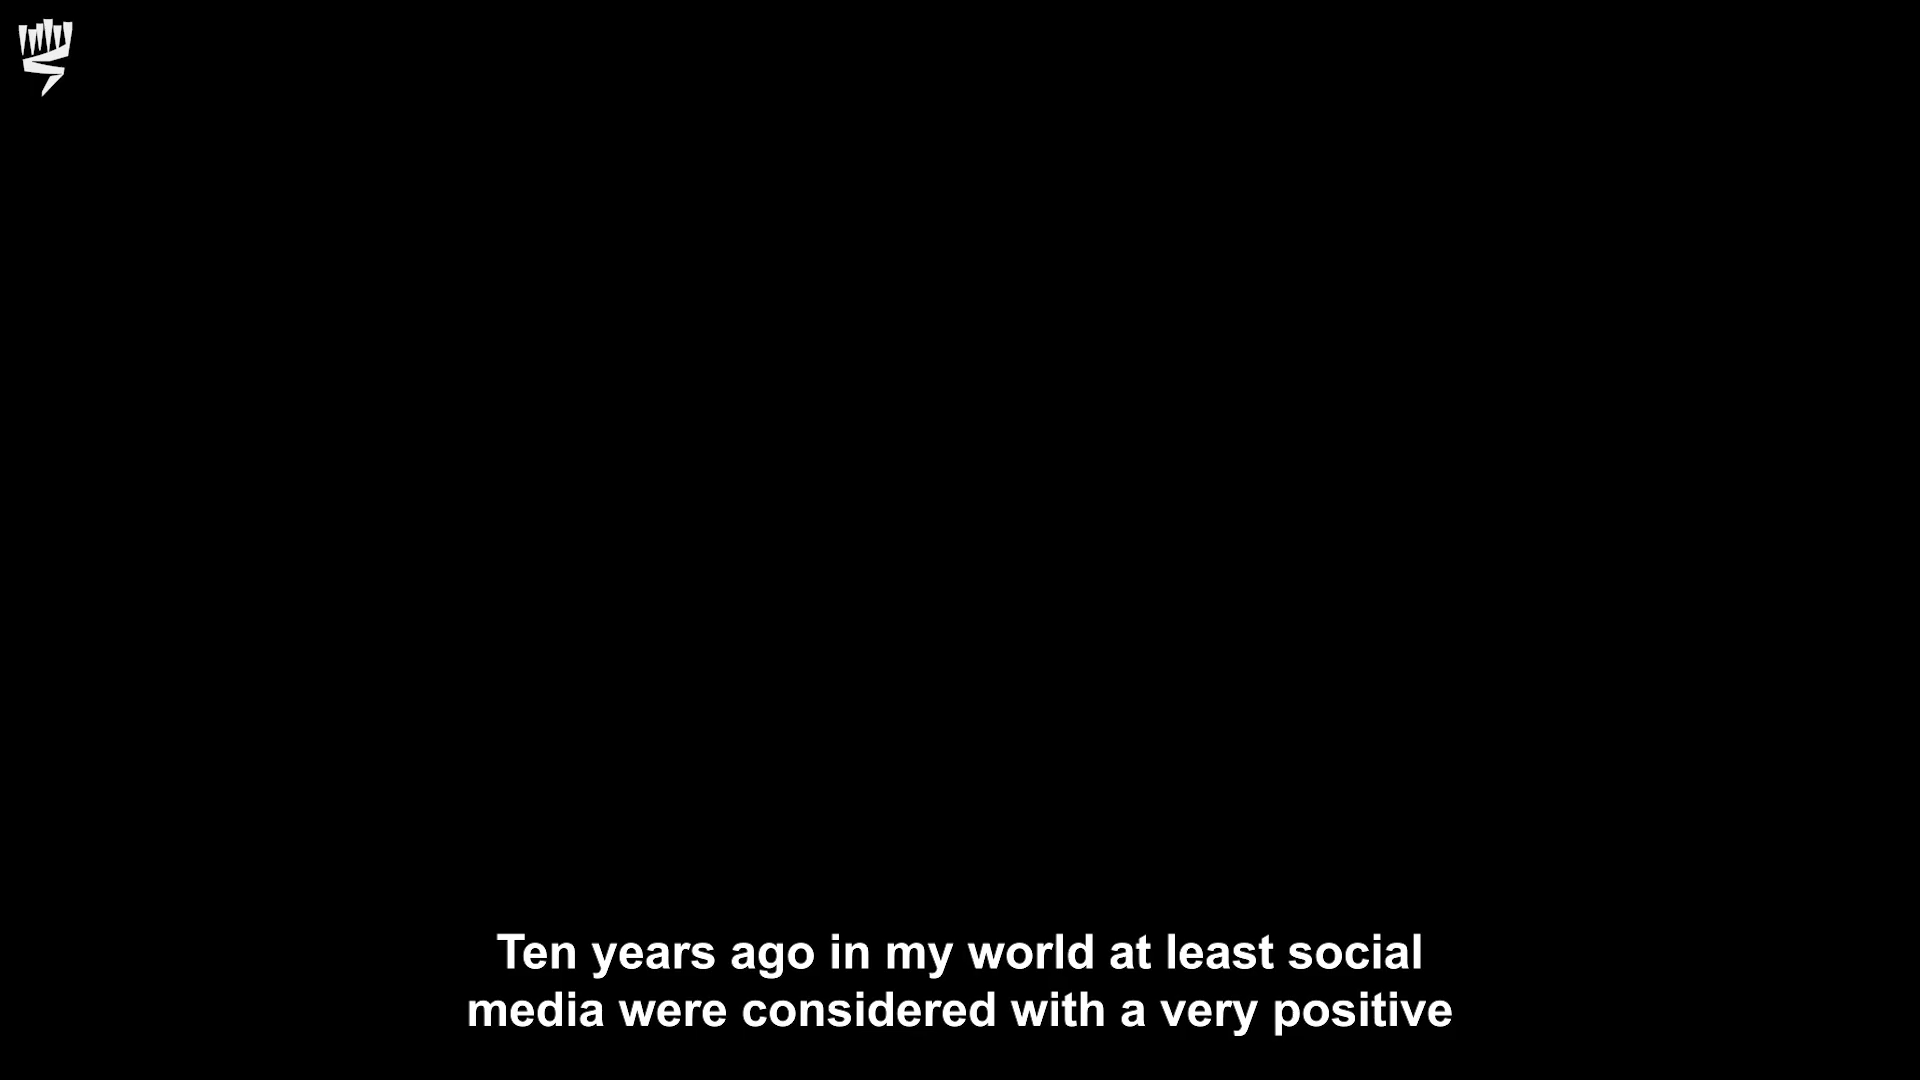 Ten years ago in my world at least social
media were considered with a very positive